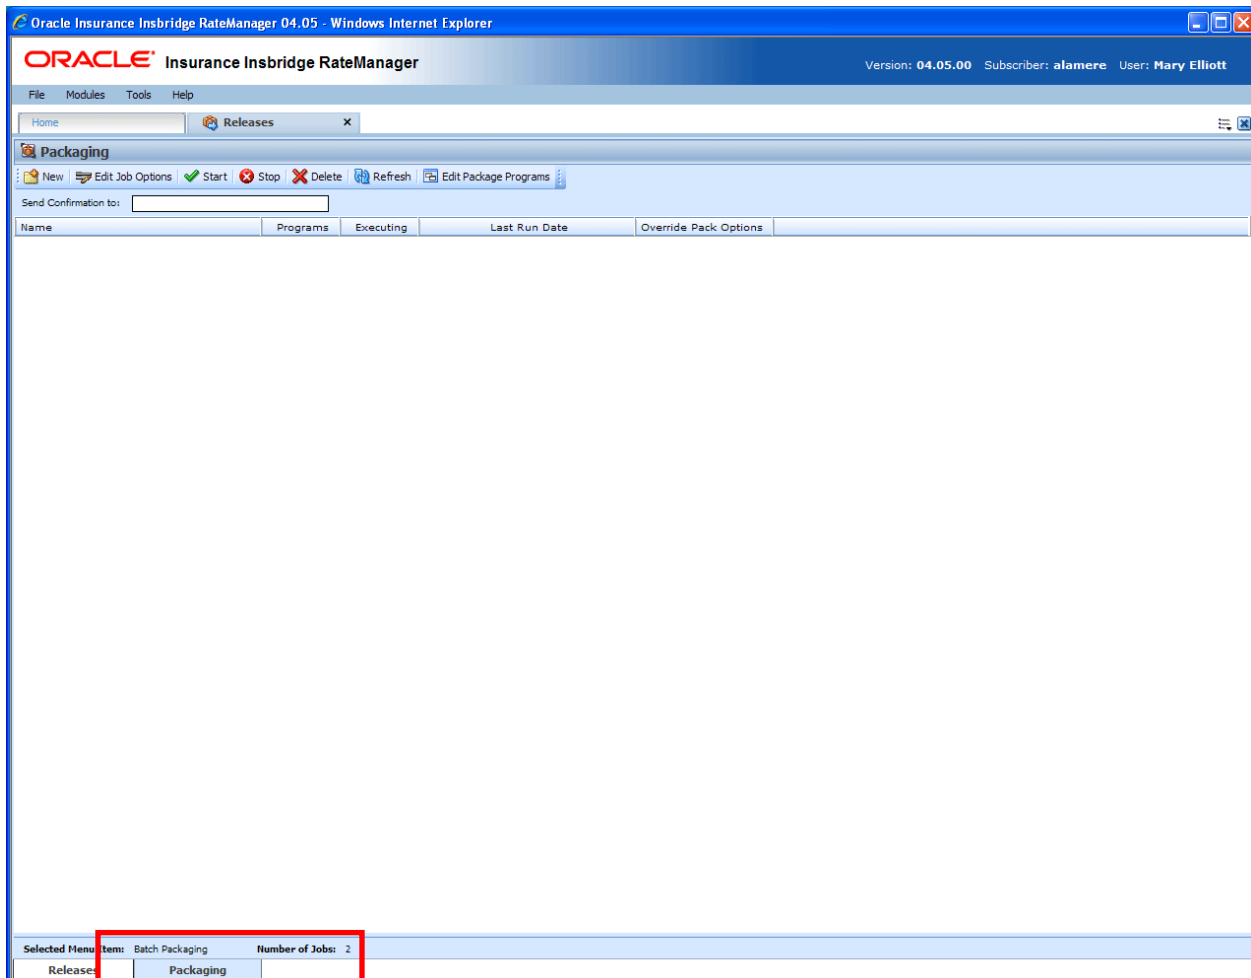 Oracle Insurance Insbridge RateManager 04.05 - Windows Internet Explorer
ORACLE® Insurance Insbridge RateManager
Version: 04.05.00 Subscriber: alamere User: Mary Elliott
File Modules Tools Help
Home Releases x
Packaging
New Edit Job Options Start Stop Delete Refresh Edit Package Programs
Send Confirmation to:
Name Programs Executing Last Run Date Override Pack Options
Selected Menu Item: Batch Packaging Number of Jobs: 2
Releases Packaging